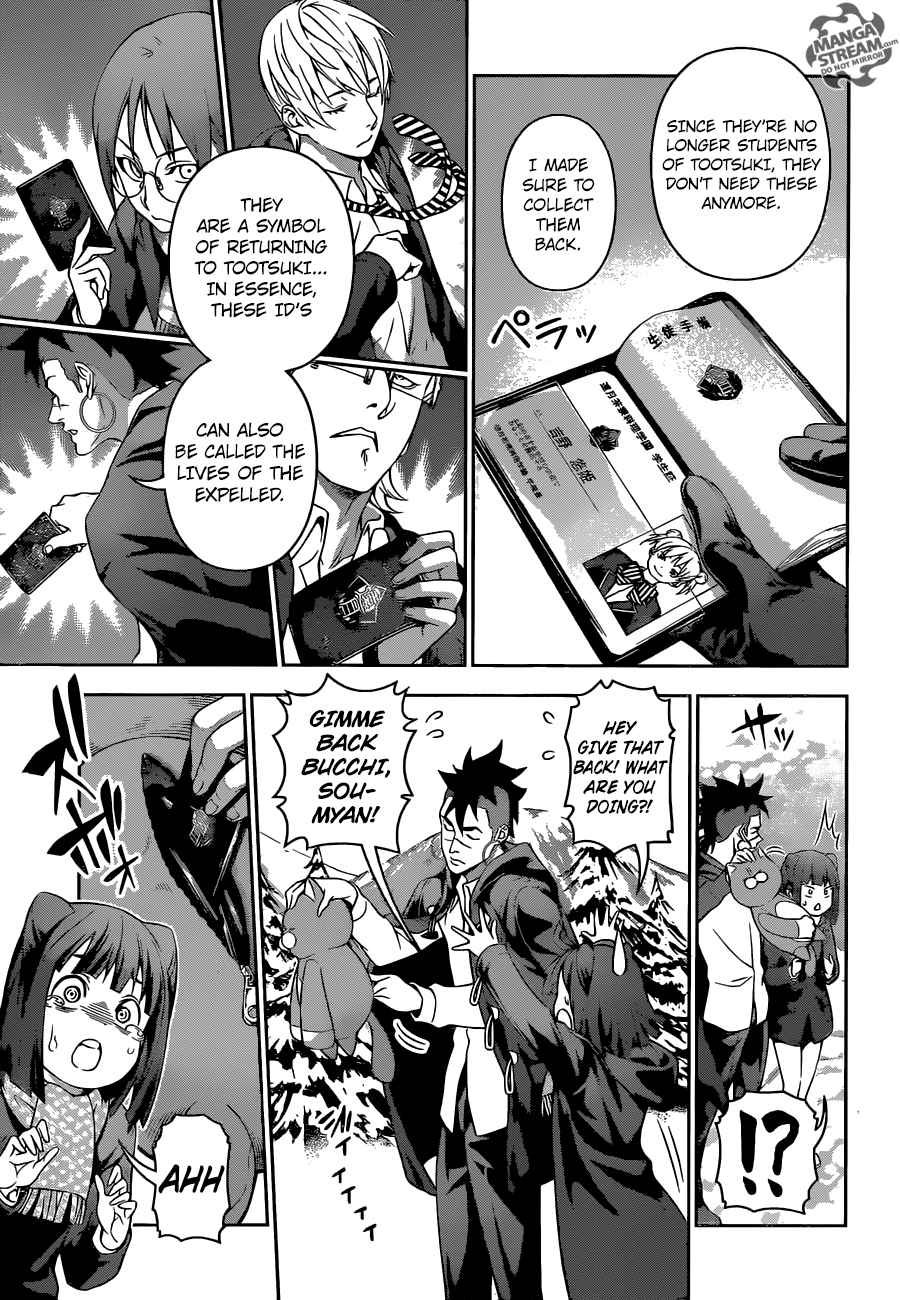 MANGA
STREAM.com
DO NOT MIRROR
SINCE THEY'RE NO
LONGER STUDENTS
OF TOOTSUKI, THEY
DON'T NEED THESE
ANYMORE.
I MADE
SURE TO
COLLECT
THEM
BACK.
ペラッ
生徒手帳
THEY
ARE A SYMBOL
OF RETURNING
TO TOOTSUKI...
IN ESSENCE,
THESE ID'S
CAN ALSO
BE CALLED THE
LIVES OF THE
EXPELLED.
ガッ
!?
HEY
GIVE THAT
BACK! WHAT
ARE YOU
DOING?!
GIMME
BACK
BUCCHI,
SOU-
MYAN!
AHH